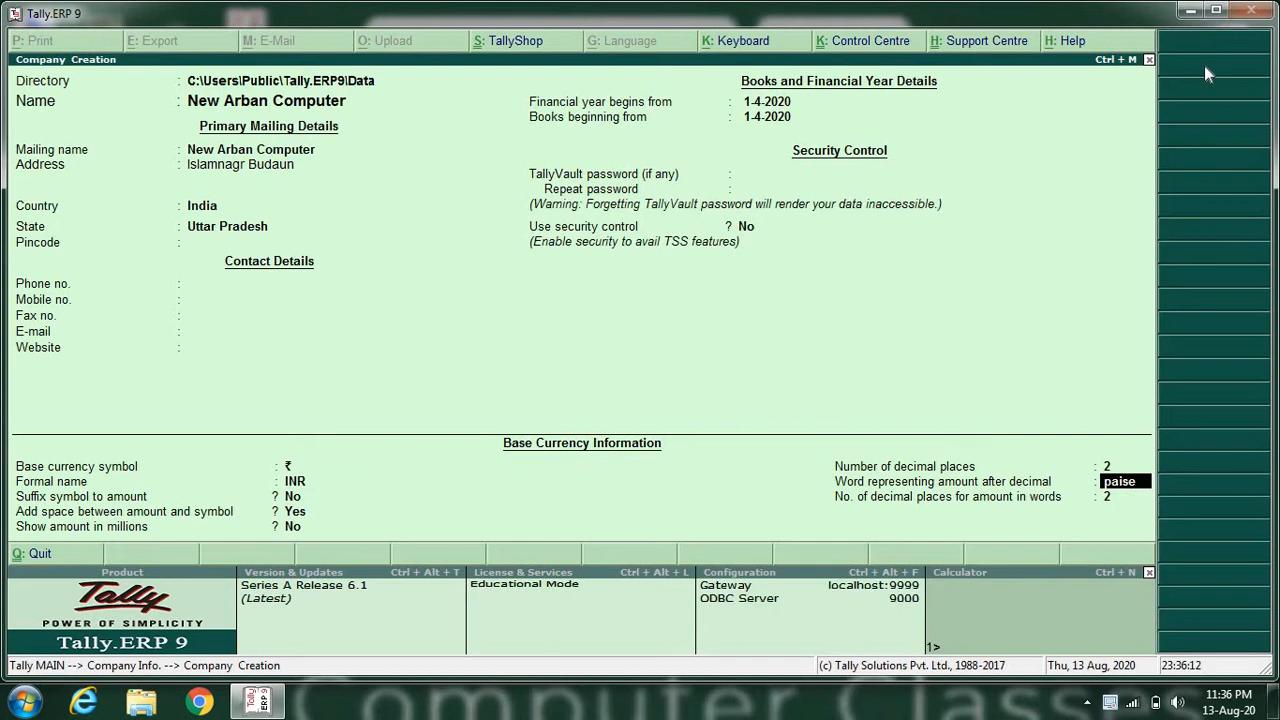 Tally.ERP 9
P: Print E: Export M: E-Mail O: Upload S: TallyShop G: Language K: Keyboard K: Control Centre H: Support Centre H: Help
Company Creation Ctrl + M
Directory : C:\Users\Public\Tally.ERP9\Data
Name : New Arban Computer
Primary Mailing Details
Mailing name : New Arban Computer
Address : Islamnagr Budaun
Country : India
State : Uttar Pradesh
Pincode :
Contact Details
Phone no. :
Mobile no. :
Fax no. :
E-mail :
Website :
Books and Financial Year Details
Financial year begins from : 1-4-2020
Books beginning from : 1-4-2020
Security Control
TallyVault password (if any) :
Repeat password :
(Warning: Forgetting TallyVault password will render your data inaccessible.)
Use security control ? No
(Enable security to avail TSS features)
Base Currency Information
Base currency symbol : ₹
Formal name : INR
Suffix symbol to amount ? No
Add space between amount and symbol ? Yes
Show amount in millions ? No
Number of decimal places : 2
Word representing amount after decimal : paise
No. of decimal places for amount in words : 2
Q: Quit
Product
Tally
POWER OF SIMPLICITY
Tally.ERP 9
Version & Updates Ctrl + Alt + T
Series A Release 6.1
(Latest)
License & Services Ctrl + Alt + L
Educational Mode
Configuration Ctrl + Alt + F
Gateway localhost:9999
ODBC Server 9000
Calculator Ctrl + N
1>
Tally MAIN --> Company Info. --> Company Creation (c) Tally Solutions Pvt. Ltd., 1988-2017 Thu, 13 Aug, 2020 23:36:12
11:36 PM
13-Aug-20